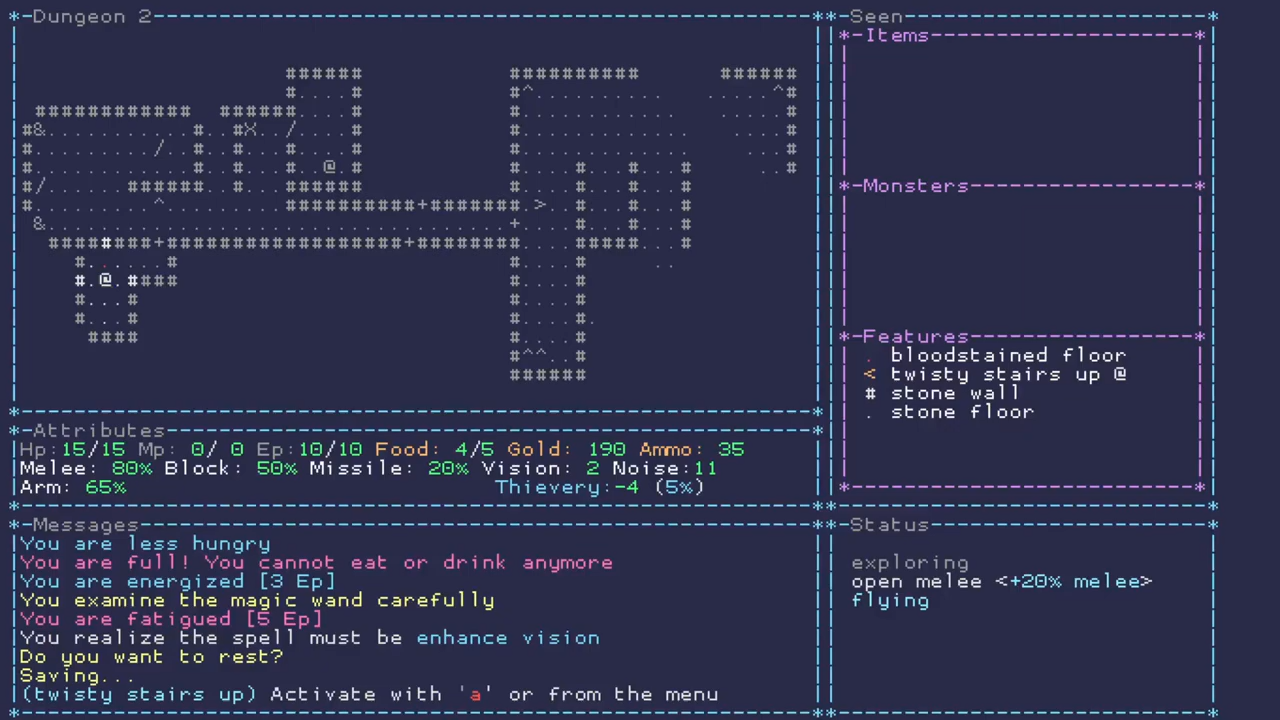 Dungeon 2
Seen
Items
Monsters
Features
. bloodstained floor
< twisty stairs up @
# stone wall
. stone floor
Attributes
Hp:15/15 Mp: 0/ 0 Ep:10/10 Food: 4/5 Gold: 190 Ammo: 35
Melee: 80% Block: 50% Missile: 20% Vision: 2 Noise:11
Arm: 65% Thievery:-4 (5%)
Messages
You are less hungry
You are full! You cannot eat or drink anymore
You are energized [3 Ep]
You examine the magic wand carefully
You are fatigued [5 Ep]
You realize the spell must be enhance vision
Do you want to rest?
Saving...
(twisty stairs up) Activate with 'a' or from the menu
Status
exploring
open melee <+20% melee>
flying